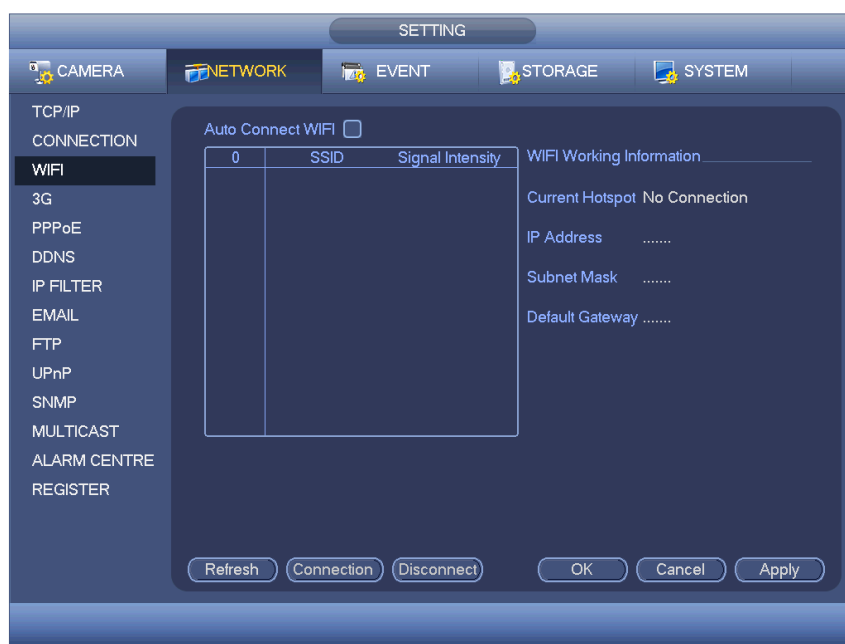 SETTING
CAMERA NETWORK EVENT STORAGE SYSTEM
TCP/IP
CONNECTION
WIFI
3G
PPPoE
DDNS
IP FILTER
EMAIL
FTP
UPnP
SNMP
MULTICAST
ALARM CENTRE
REGISTER
Auto Connect WIFI
0 SSID Signal Intensity
WIFI Working Information
Current Hotspot No Connection
IP Address .......
Subnet Mask .......
Default Gateway .......
Refresh Connection Disconnect OK Cancel Apply